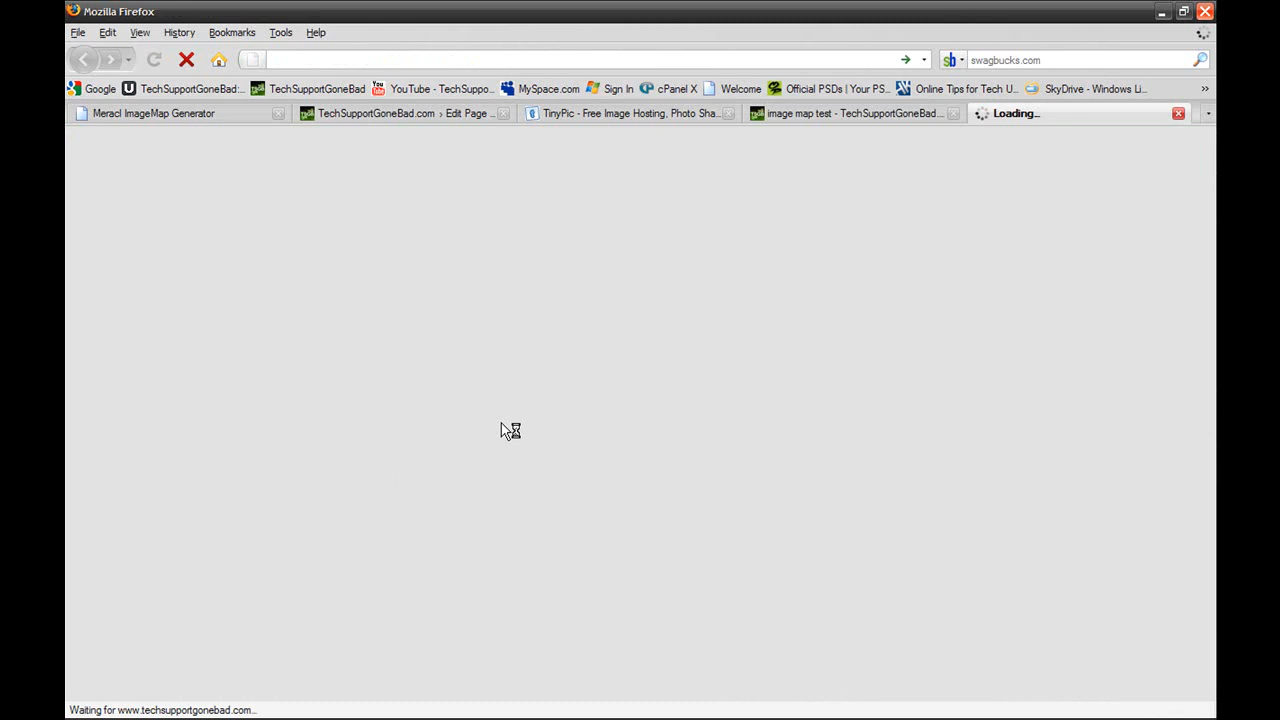 Mozilla Firefox
File Edit View History Bookmarks Tools Help
swagbucks.com
Google TechSupportGoneBad:... TechSupportGoneBad YouTube - TechSuppo... MySpace.com Sign In cPanel X Welcome Official PSDs | Your PS... Online Tips for Tech U... SkyDrive - Windows Li... »
Meracl ImageMap Generator TechSupportGoneBad.com › Edit Page ... TinyPic - Free Image Hosting, Photo Sha... image map test - TechSupportGoneBad... Loading...
Waiting for www.techsupportgonebad.com...